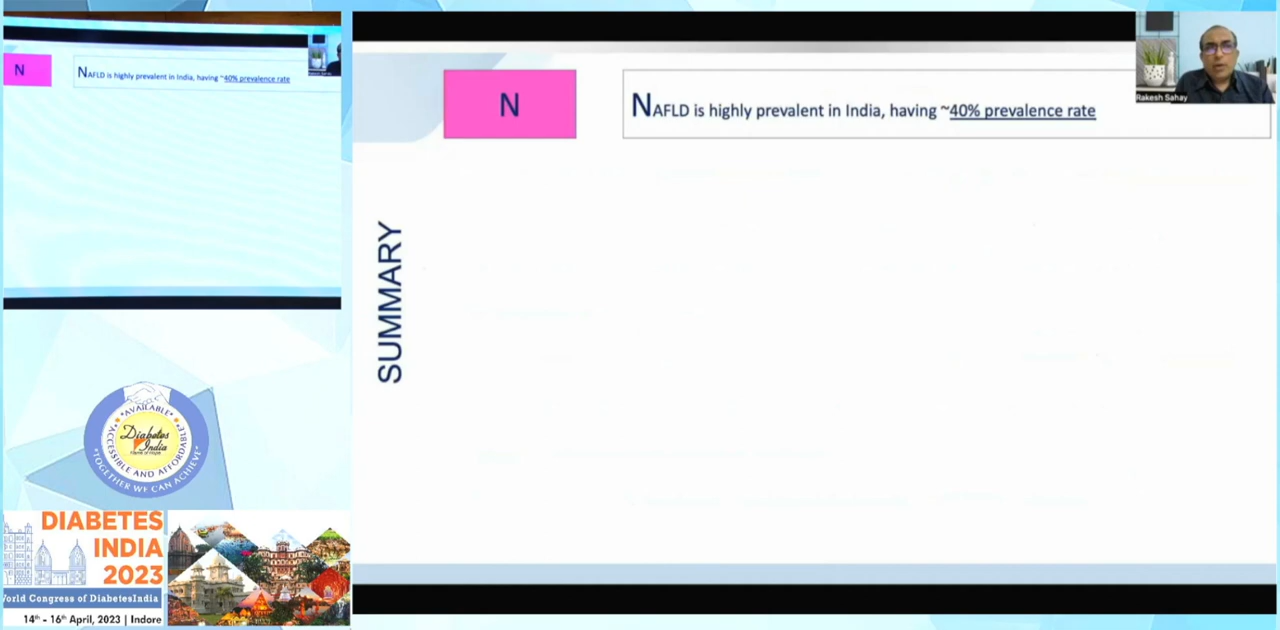 N
NAFLD is highly prevalent in India, having ~40% prevalence rate
N
NAFLD is highly prevalent in India, having ~40% prevalence rate
Rakesh Sahay
SUMMARY
AVAILABLE
Diabetes
India
ACCESSIBLE AND AFFORDABLE
TOGETHER WE CAN ACHIEVE
DIABETES
INDIA
2023
World Congress of DiabetesIndia
14th - 16th April, 2023 | Indore